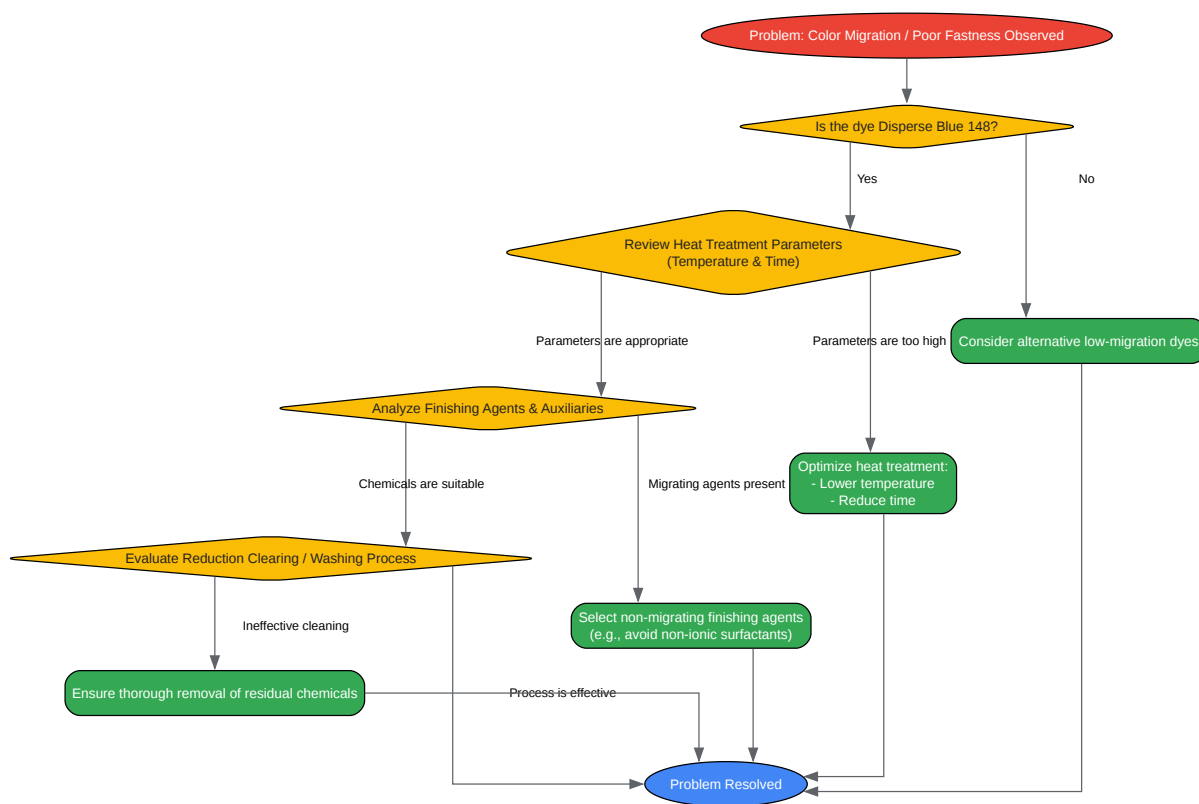 Problem: Color Migration / Poor Fastness Observed
Is the dye Disperse Blue 148?
Yes
No
Review Heat Treatment Parameters
(Temperature & Time)
Parameters are appropriate
Parameters are too high
Consider alternative low-migration dyes
Analyze Finishing Agents & Auxiliaries
Chemicals are suitable
Migrating agents present
Optimize heat treatment:
- Lower temperature
- Reduce time
Evaluate Reduction Clearing / Washing Process
Ineffective cleaning
Select non-migrating finishing agents
(e.g., avoid non-ionic surfactants)
Ensure thorough removal of residual chemicals
Process is effective
Problem Resolved